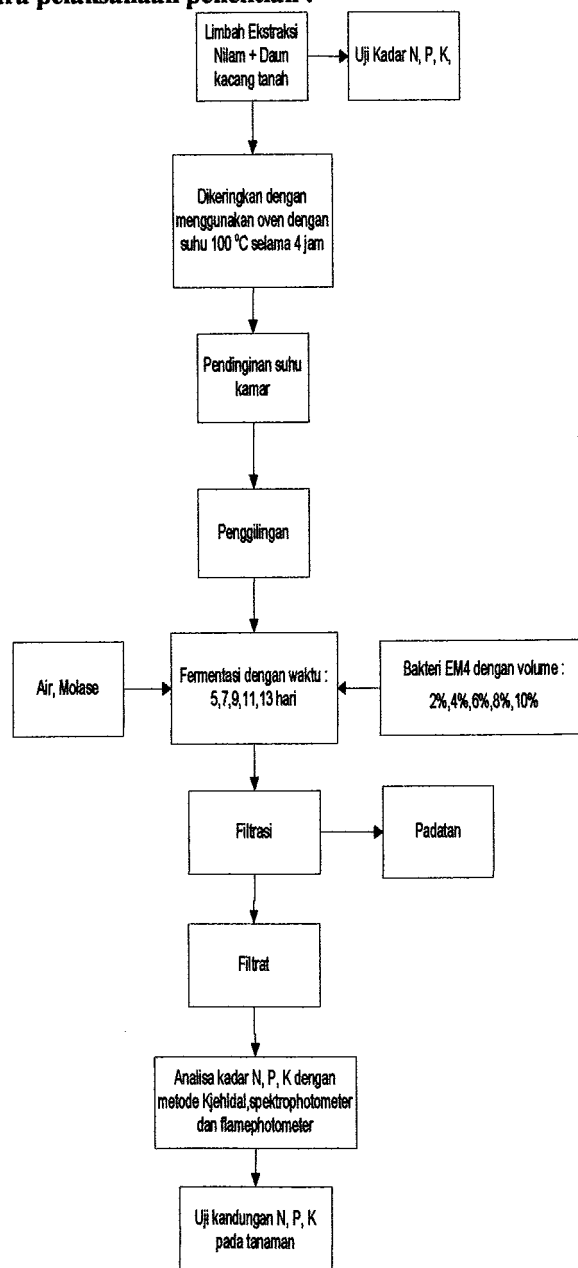 pelaksanaan penelitian :
Limbah Ekstraksi
Nilam + Daun
kacang tanah
Uji Kadar N, P, K,
Dikeringkan dengan
menggunakan oven dengan
suhu 100 °C selama 4 jam
Pendinginan suhu
kamar
Penggilingan
Air, Molase
Fermentasi dengan waktu :
5,7,9,11,13 hari
Bakteri EM4 dengan volume :
2%,4%,6%,8%,10%
Filtrasi
Padatan
Filtrat
Analisa kadar N, P, K dengan
metode Kjehldal,spektrophotometer
dan flamephotometer
Uji kandungan N, P, K
pada tanaman